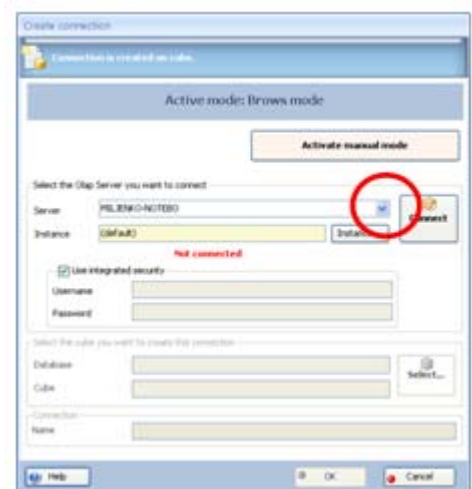 Create connection
Connection is created on cube.
Active mode: Brows mode
Activate manual mode
Select the Olap Server you want to connect
Server MILJENKO-NOTEBO
Connect
Instance (default)
Not connected
Use integrated security
Username
Password
Select the cube you want to create this connection
Database
Select...
Cube
Connection
Name
Help
OK
Cancel